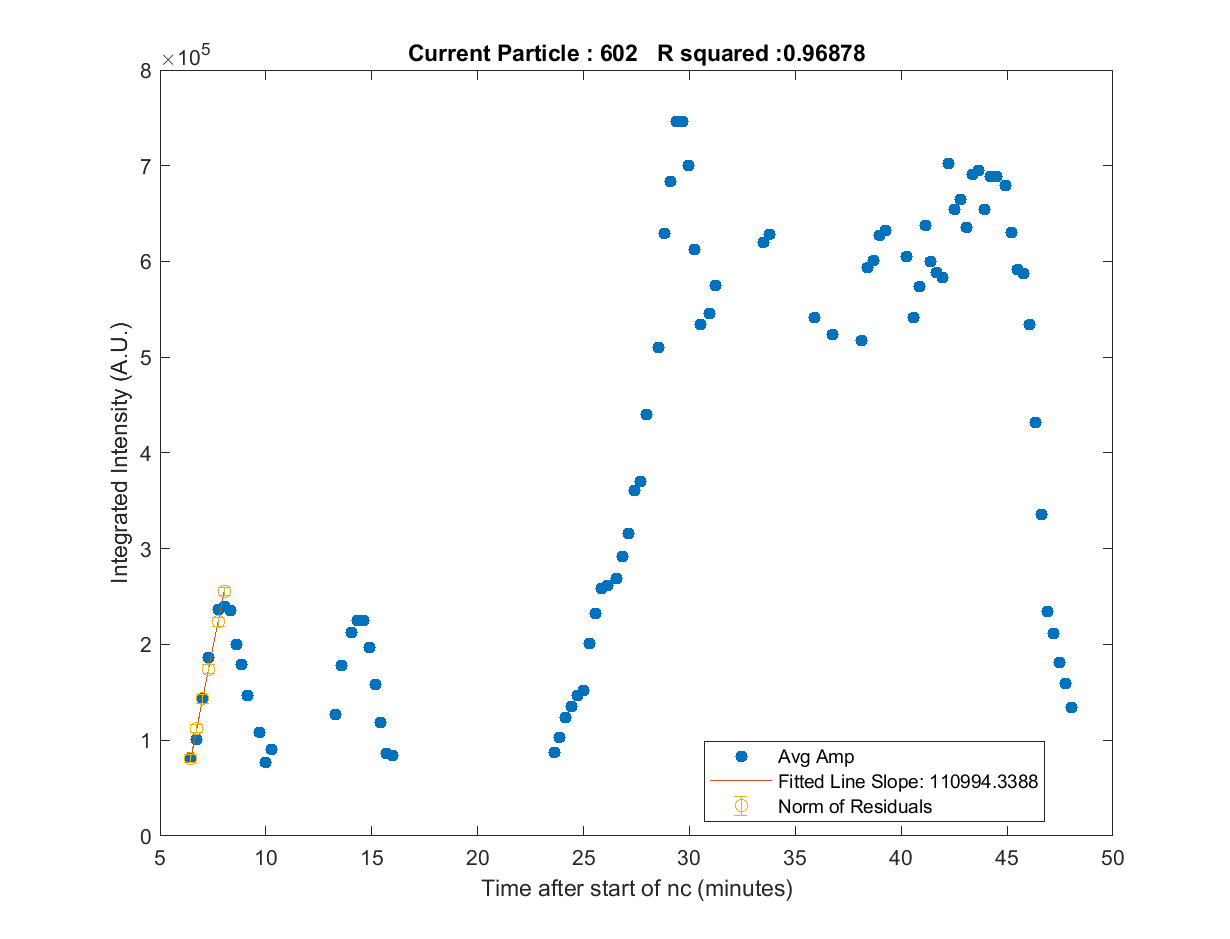 Current Particle : 602 R squared :0.96878
×10^5
8
7
6
5
4
3
2
1
0
Integrated Intensity (A.U.)
5 10 15 20 25 30 35 40 45 50
Time after start of nc (minutes)
Avg Amp
Fitted Line Slope: 110994.3388
Norm of Residuals